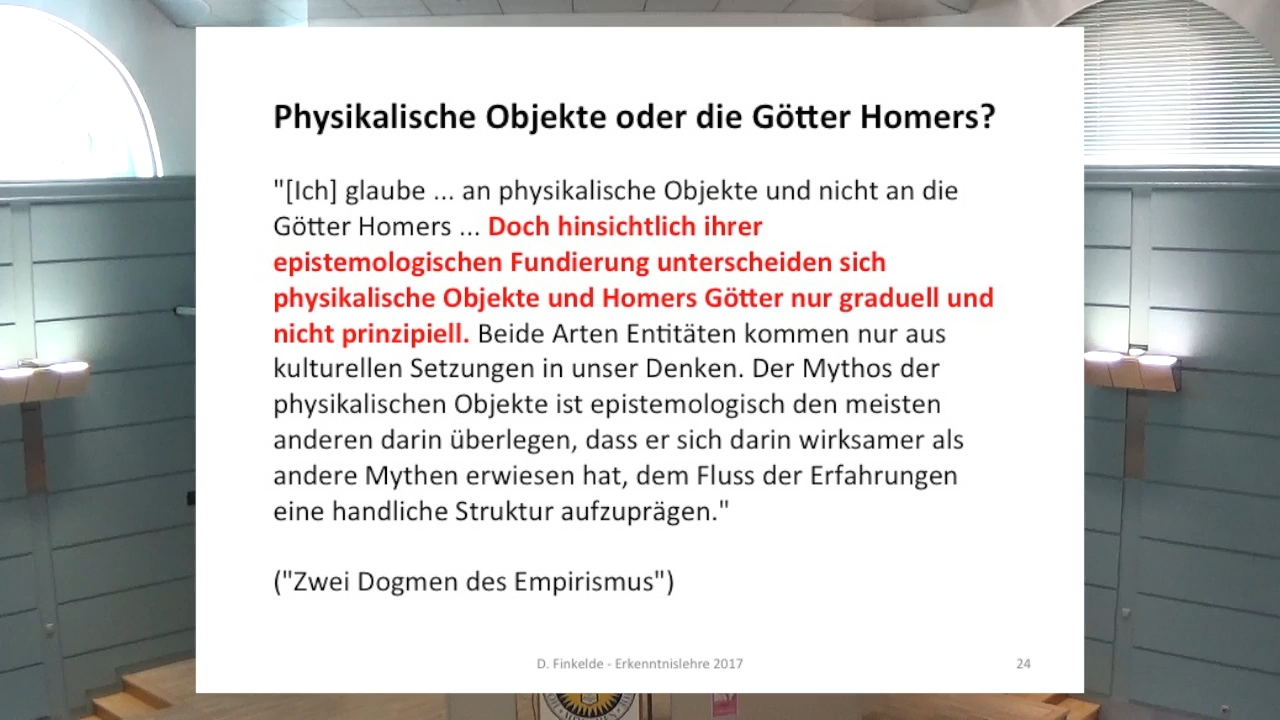 Physikalische Objekte oder die Götter Homers?
"[Ich] glaube ... an physikalische Objekte und nicht an die
Götter Homers ... Doch hinsichtlich ihrer
epistemologischen Fundierung unterscheiden sich
physikalische Objekte und Homers Götter nur graduell und
nicht prinzipiell. Beide Arten Entitäten kommen nur aus
kulturellen Setzungen in unser Denken. Der Mythos der
physikalischen Objekte ist epistemologisch den meisten
anderen darin überlegen, dass er sich darin wirksamer als
andere Mythen erwiesen hat, dem Fluss der Erfahrungen
eine handliche Struktur aufzuprägen."
("Zwei Dogmen des Empirismus")
D. Finkelde - Erkenntnislehre 2017
24